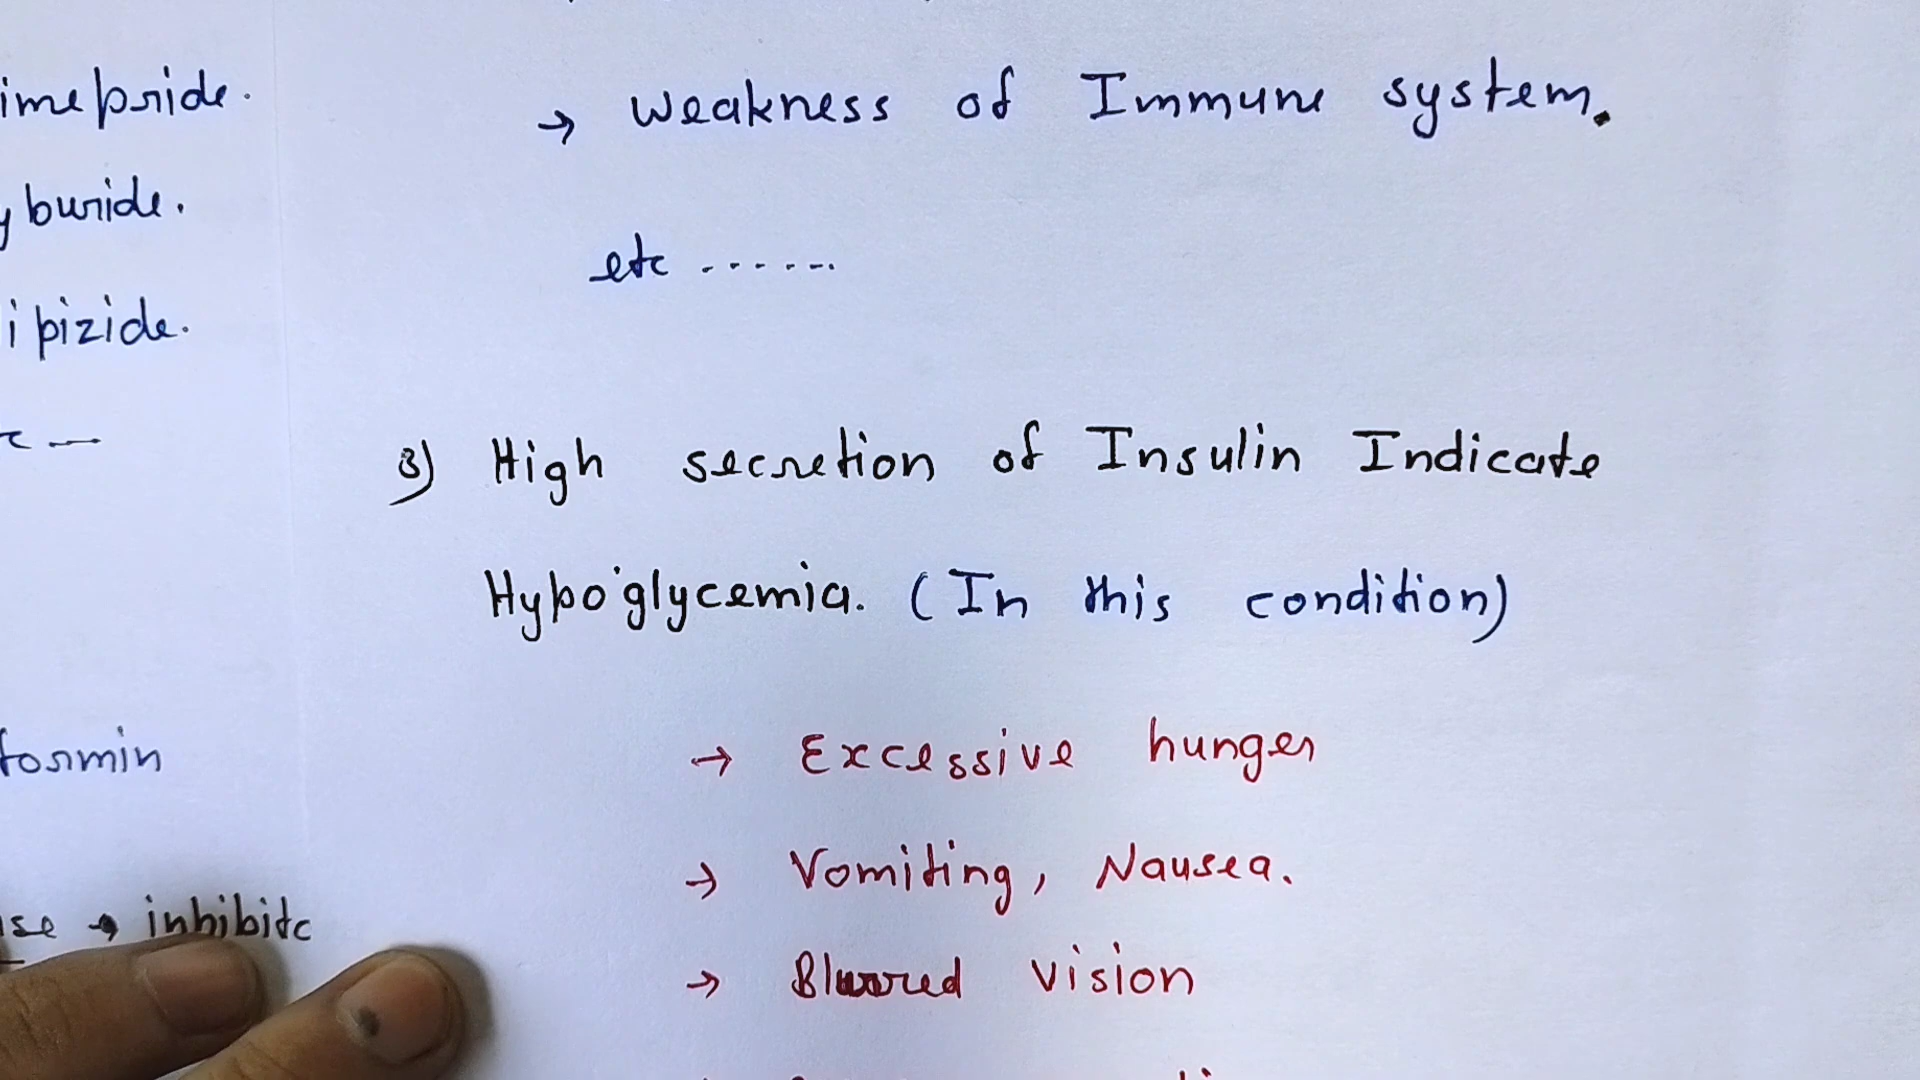 imepride.
yburide.
ipizide.
formin
se → inhibitc
→ Weakness of Immune system.
etc ......
3) High secretion of Insulin Indicate
Hypoglycemia. (In this condition)
→ Excessive hunger
→ Vomiting, Nausea.
→ Blurred vision